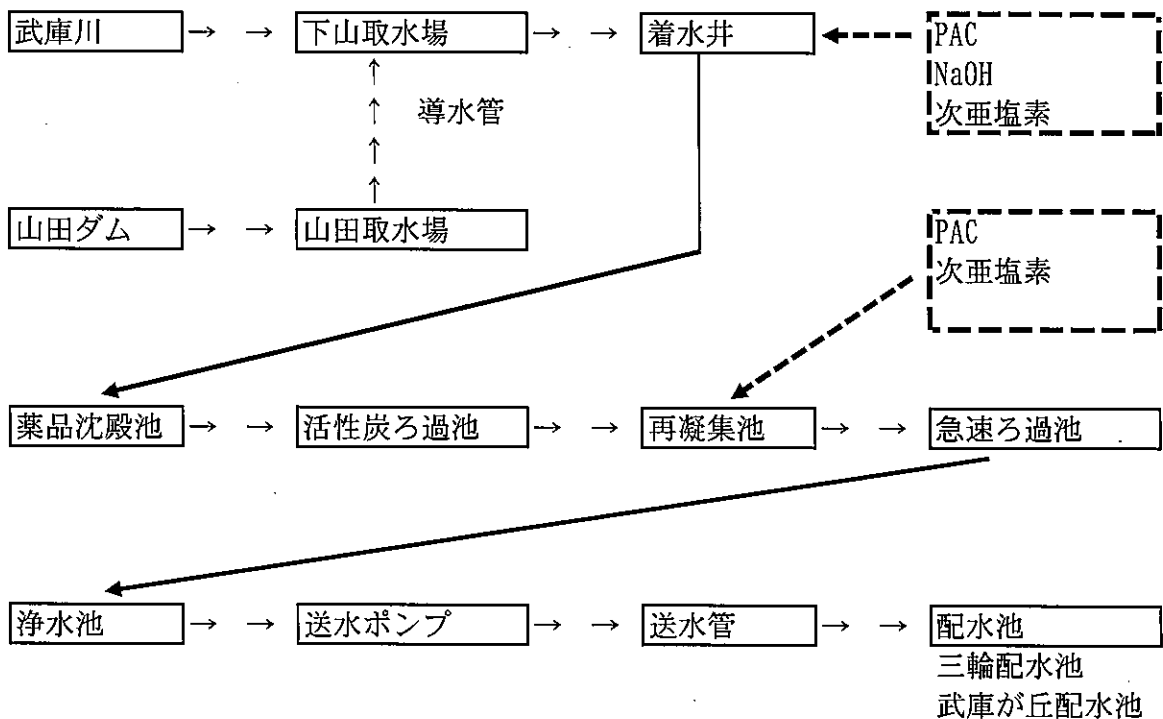 武庫川 → → 下山取水場 → → 着水井
PAC
NaOH
次亜塩素
↑
↑ 導水管
↑
↑
↑
山田ダム → → 山田取水場
PAC
次亜塩素
薬品沈殿池 → → 活性炭ろ過池 → → 再凝集池 → → 急速ろ過池
浄水池 → → 送水ポンプ → → 送水管 → → 配水池
三輪配水池
武庫が丘配水池